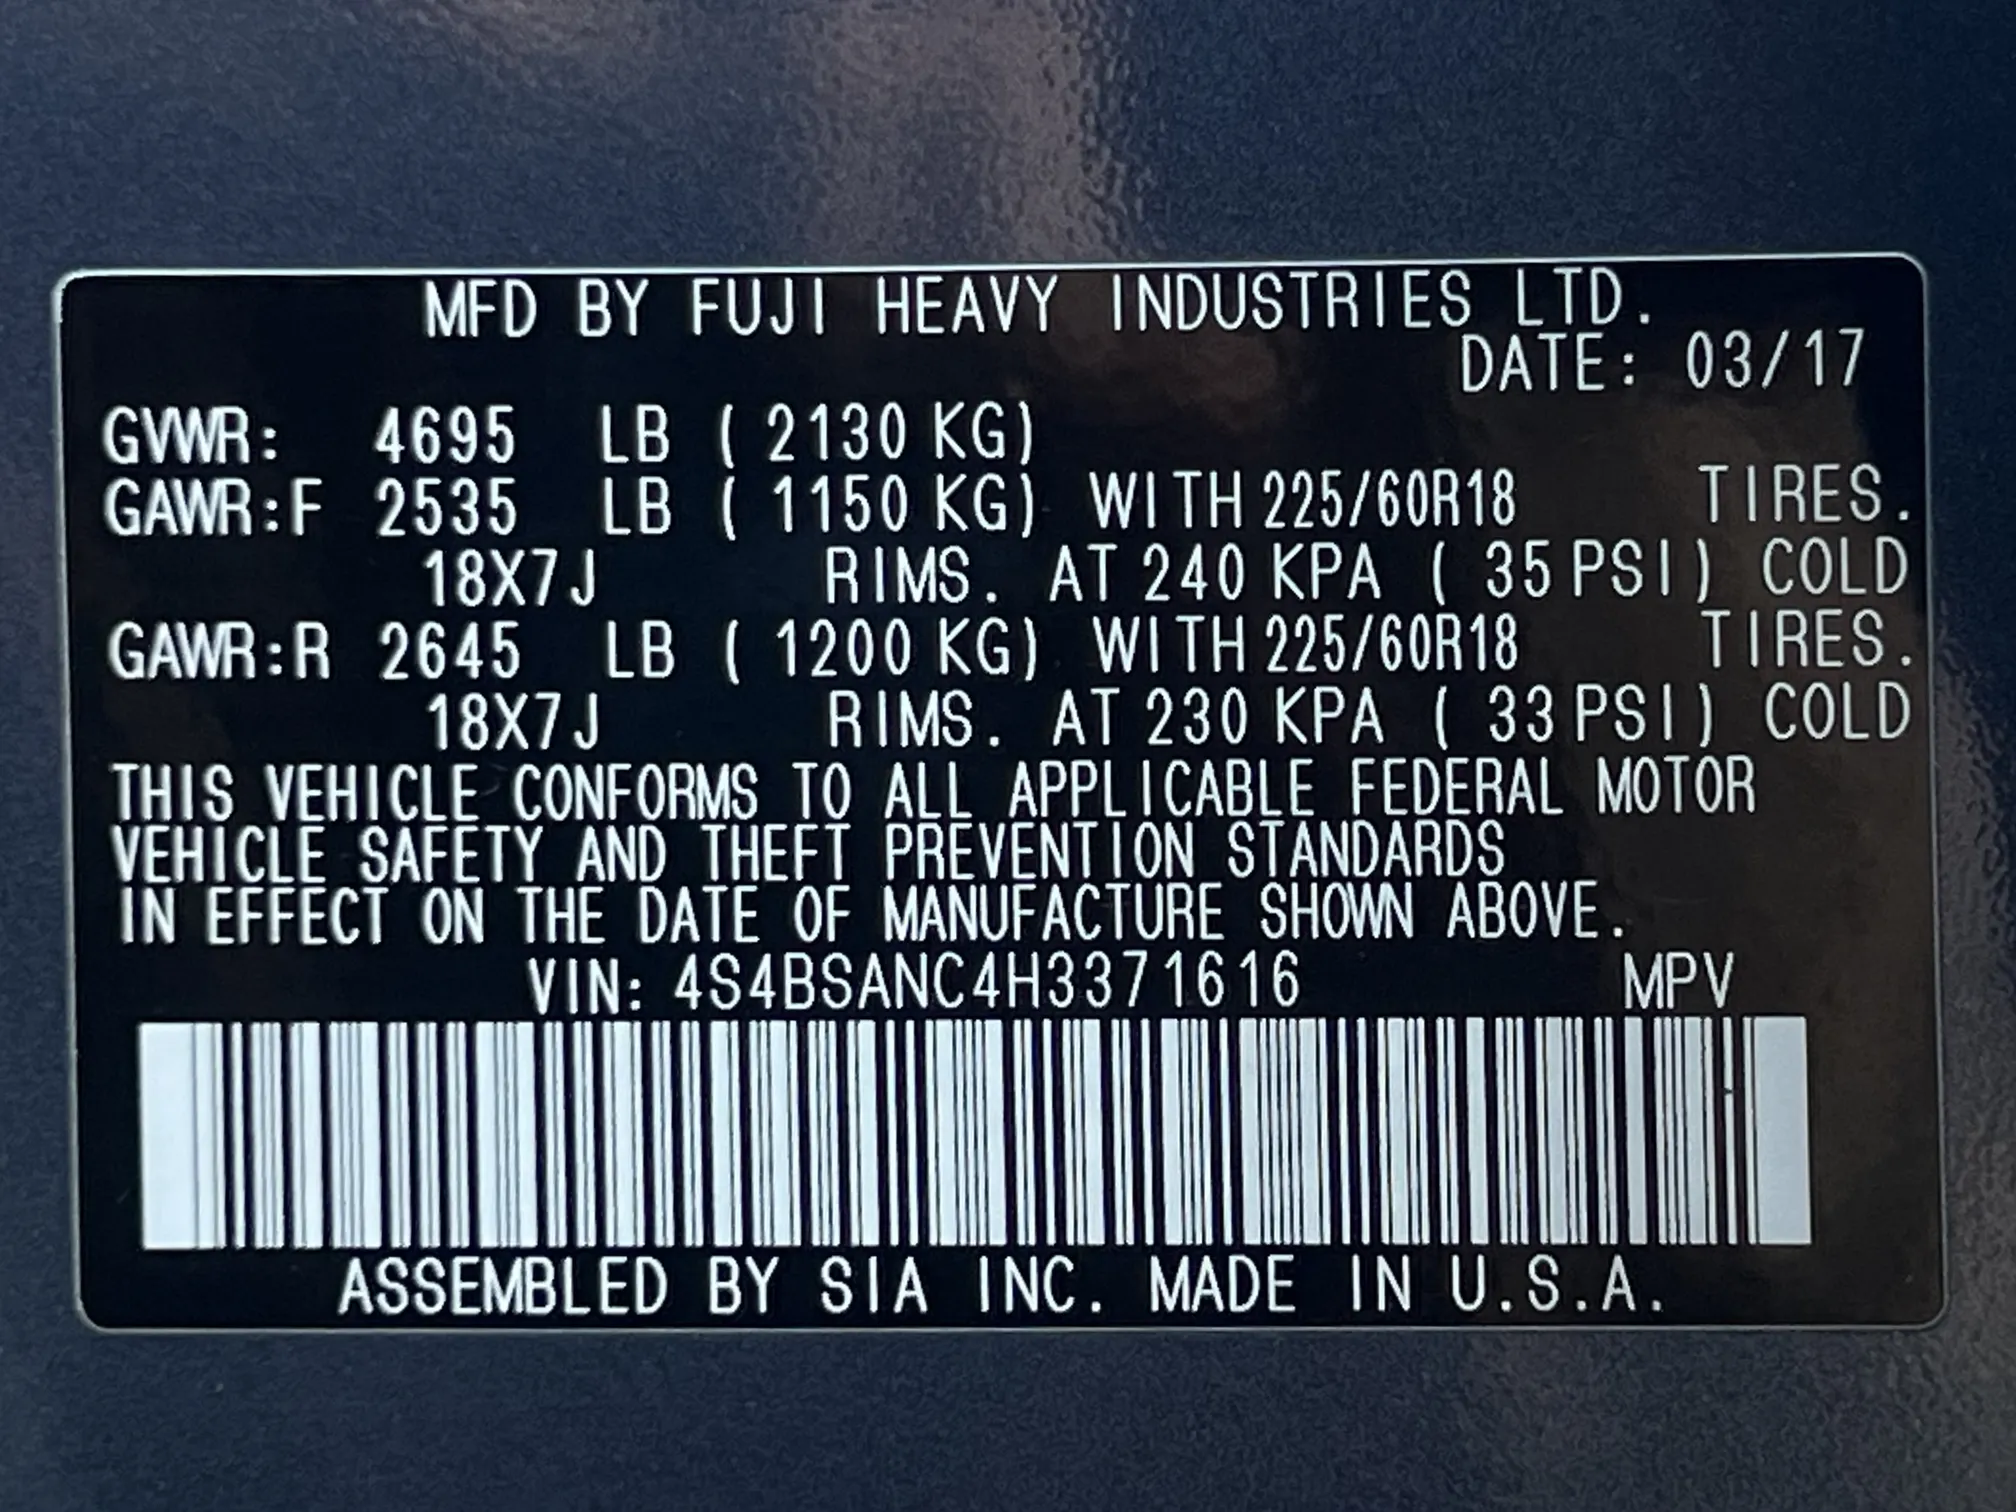 MFD BY FUJI HEAVY INDUSTRIES LTD.
DATE: 03/17
GVWR: 4695 LB ( 2130 KG)
GAWR:F 2535 LB ( 1150 KG) WITH 225/60R18 TIRES.
18X7J RIMS. AT 240 KPA ( 35 PSI) COLD
GAWR:R 2645 LB ( 1200 KG) WITH 225/60R18 TIRES.
18X7J RIMS. AT 230 KPA ( 33 PSI) COLD
THIS VEHICLE CONFORMS TO ALL APPLICABLE FEDERAL MOTOR
VEHICLE SAFETY AND THEFT PREVENTION STANDARDS
IN EFFECT ON THE DATE OF MANUFACTURE SHOWN ABOVE.
VIN: 4S4BSANC4H3371616 MPV
ASSEMBLED BY SIA INC. MADE IN U.S.A.